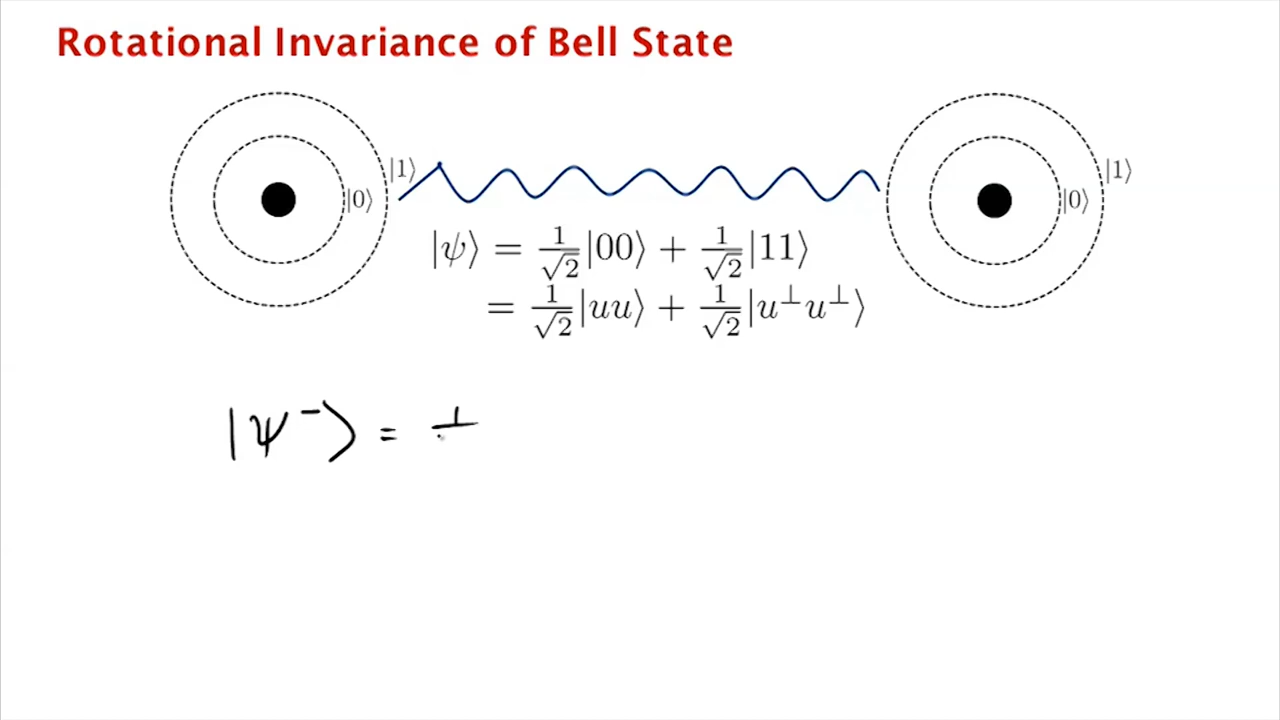 Rotational Invariance of Bell State
|0⟩ |1⟩
|0⟩ |1⟩
|ψ⟩ = 1/√2 |00⟩ + 1/√2 |11⟩
= 1/√2 |uu⟩ + 1/√2 |u⊥u⊥⟩
|ψ⁻⟩ = 1